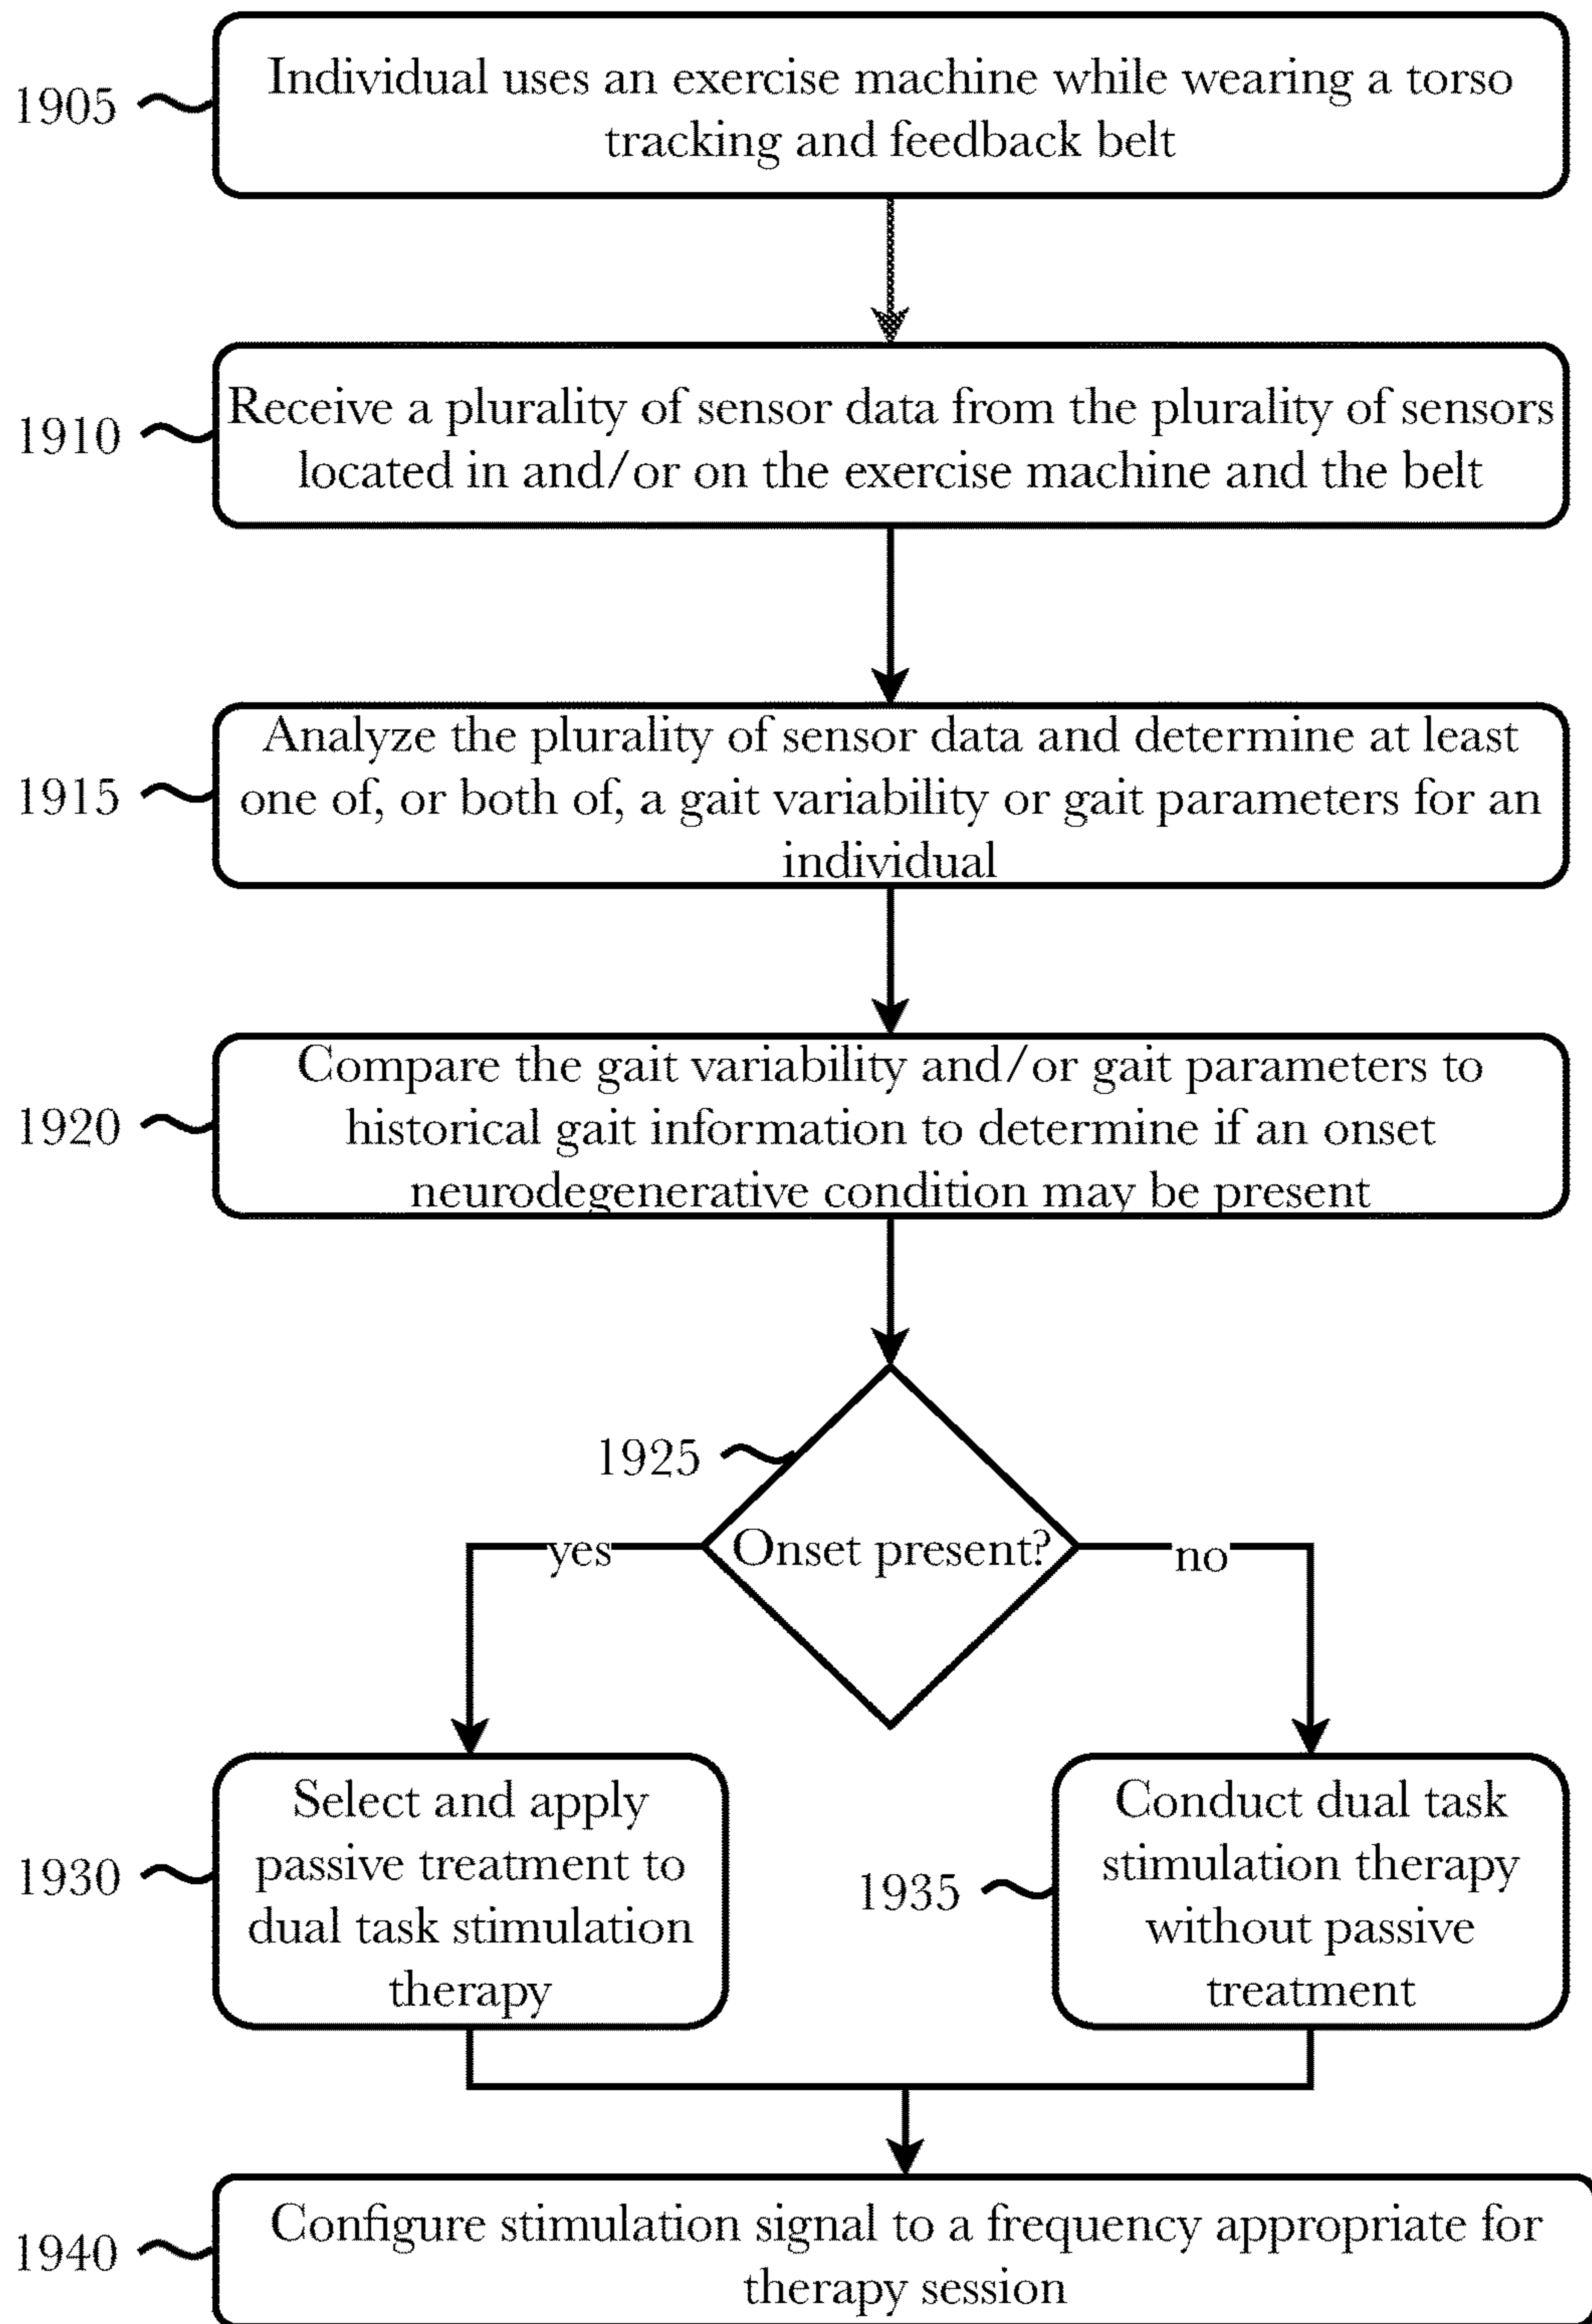 1905
Individual uses an exercise machine while wearing a torso
tracking and feedback belt
1910
Receive a plurality of sensor data from the plurality of sensors
located in and/or on the exercise machine and the belt
1915
Analyze the plurality of sensor data and determine at least
one of, or both of, a gait variability or gait parameters for an
individual
1920
Compare the gait variability and/or gait parameters to
historical gait information to determine if an onset
neurodegenerative condition may be present
1925
Onset present?
yes
no
1930
Select and apply
passive treatment to
dual task stimulation
therapy
1935
Conduct dual task
stimulation therapy
without passive
treatment
1940
Configure stimulation signal to a frequency appropriate for
therapy session